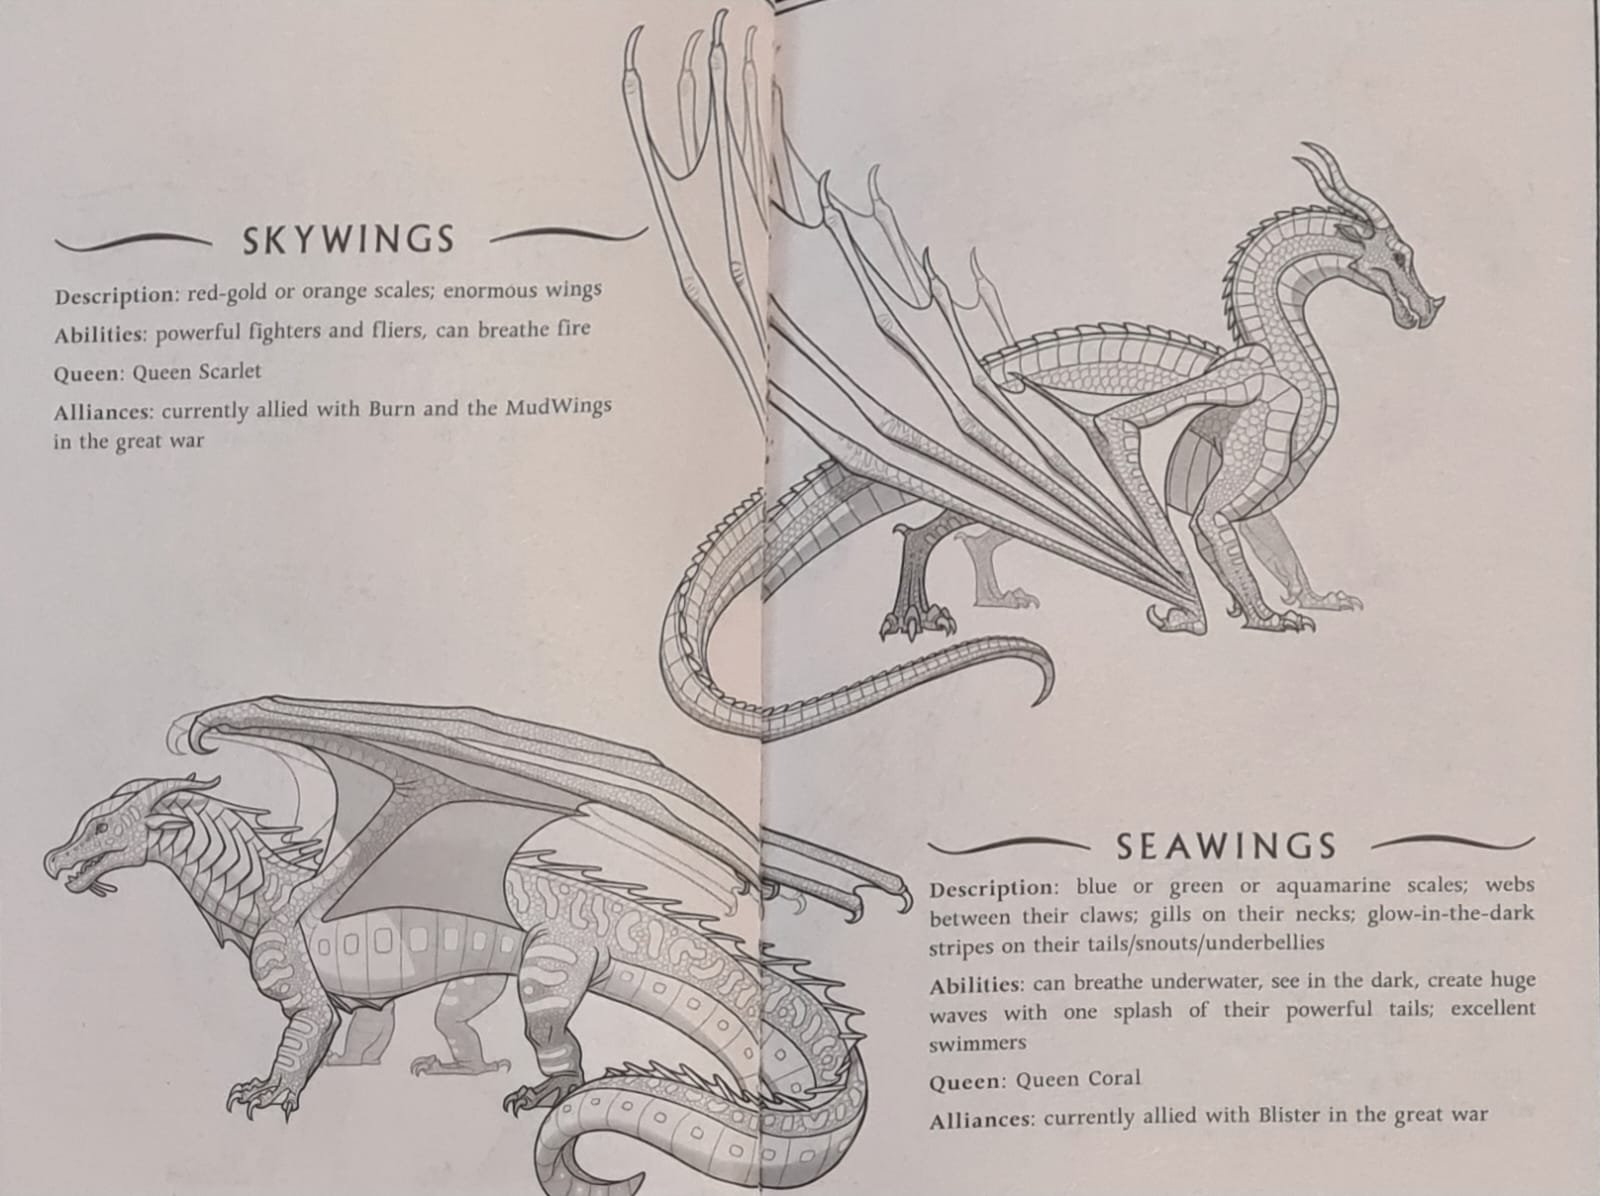 SKYWINGS
Description: red-gold or orange scales; enormous wings
Abilities: powerful fighters and fliers, can breathe fire
Queen: Queen Scarlet
Alliances: currently allied with Burn and the MudWings
in the great war
SEAWINGS
Description: blue or green or aquamarine scales; webs
between their claws; gills on their necks; glow-in-the-dark
stripes on their tails/snouts/underbellies
Abilities: can breathe underwater, see in the dark, create huge
waves with one splash of their powerful tails; excellent
swimmers
Queen: Queen Coral
Alliances: currently allied with Blister in the great war